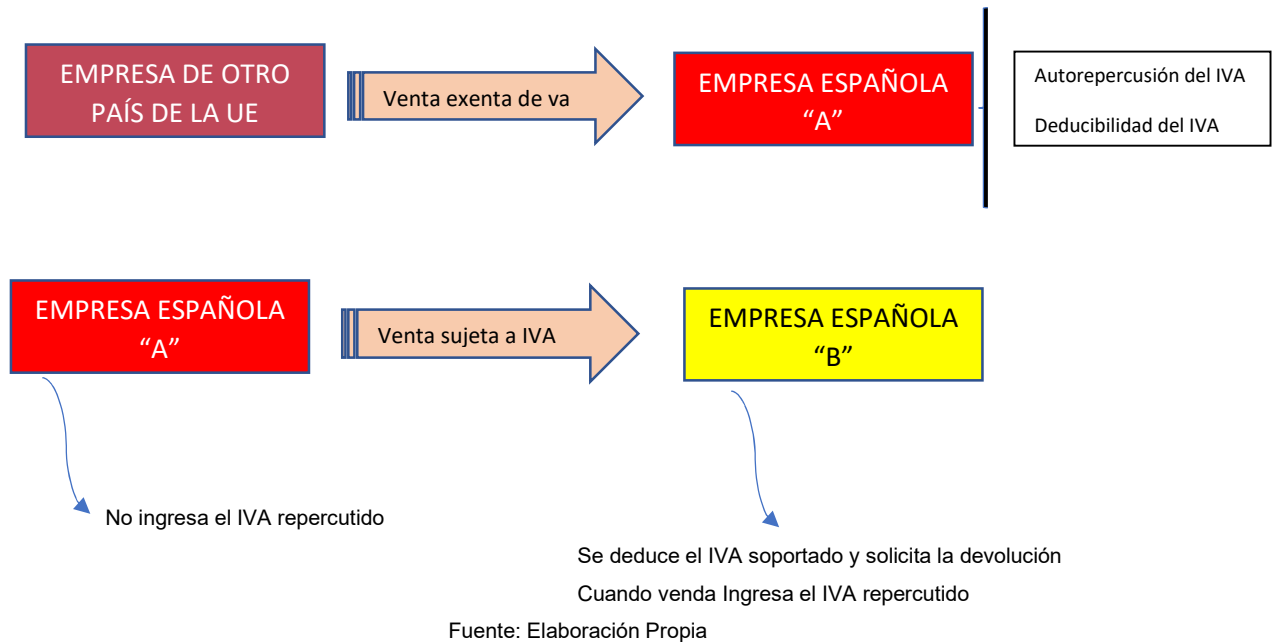 EMPRESA DE OTRO
PAÍS DE LA UE
Venta exenta de va
EMPRESA ESPAÑOLA
“A”
Autorepercusión del IVA
Deducibilidad del IVA
EMPRESA ESPAÑOLA
“A”
Venta sujeta a IVA
EMPRESA ESPAÑOLA
“B”
No ingresa el IVA repercutido
Se deduce el IVA soportado y solicita la devolución
Cuando venda Ingresa el IVA repercutido
Fuente: Elaboración Propia